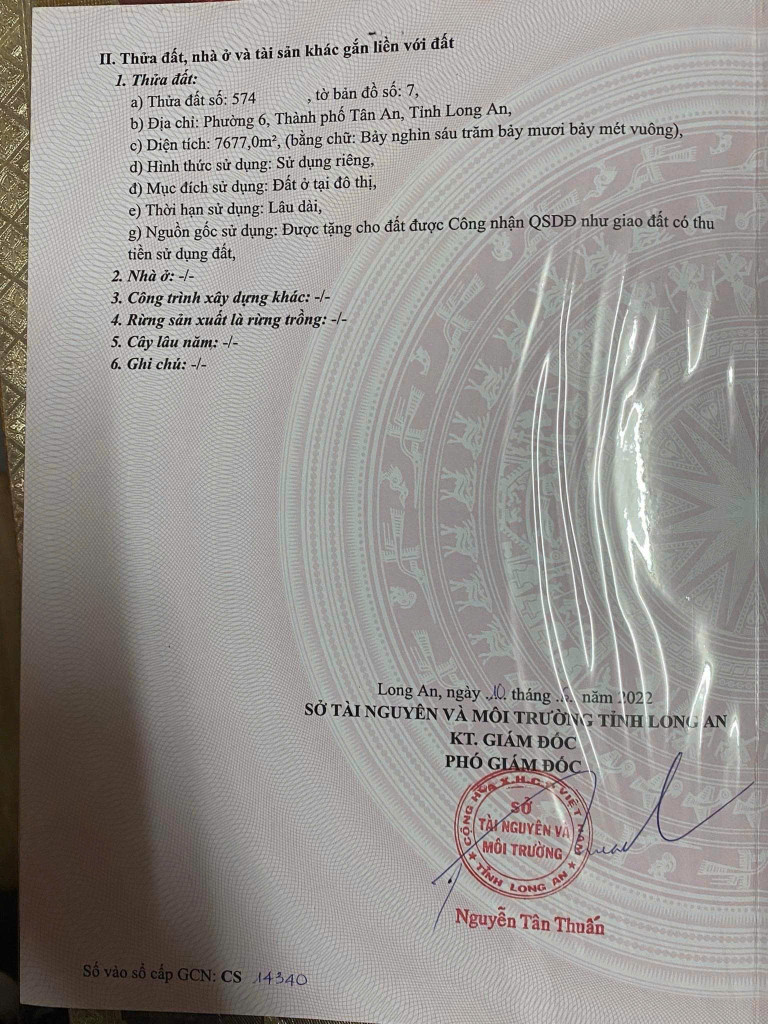 II. Thửa đất, nhà ở và tài sản khác gắn liền với đất
1. Thửa đất:
a) Thửa đất số: 574 , tờ bản đồ số: 7,
b) Địa chỉ: Phường 6, Thành phố Tân An, Tỉnh Long An,
c) Diện tích: 7677,0m², (bằng chữ: Bảy nghìn sáu trăm bảy mươi bảy mét vuông),
d) Hình thức sử dụng: Sử dụng riêng,
đ) Mục đích sử dụng: Đất ở tại đô thị,
e) Thời hạn sử dụng: Lâu dài,
g) Nguồn gốc sử dụng: Được tặng cho đất được Công nhận QSDĐ như giao đất có thu
tiền sử dụng đất,
2. Nhà ở: -/-
3. Công trình xây dựng khác: -/-
4. Rừng sản xuất là rừng trồng: -/-
5. Cây lâu năm: -/-
6. Ghi chú: -/-
Long An, ngày 10 tháng năm 2022
SỞ TÀI NGUYÊN VÀ MÔI TRƯỜNG TỈNH LONG AN
KT. GIÁM ĐỐC
PHÓ GIÁM ĐỐC
CỘNG HÒA X.H.C.N VIỆT NAM
SỞ
TÀI NGUYÊN VÀ
MÔI TRƯỜNG
★ TỈNH LONG AN ★
Nguyễn Tân Thuấn
Số vào sổ cấp GCN: CS 14340